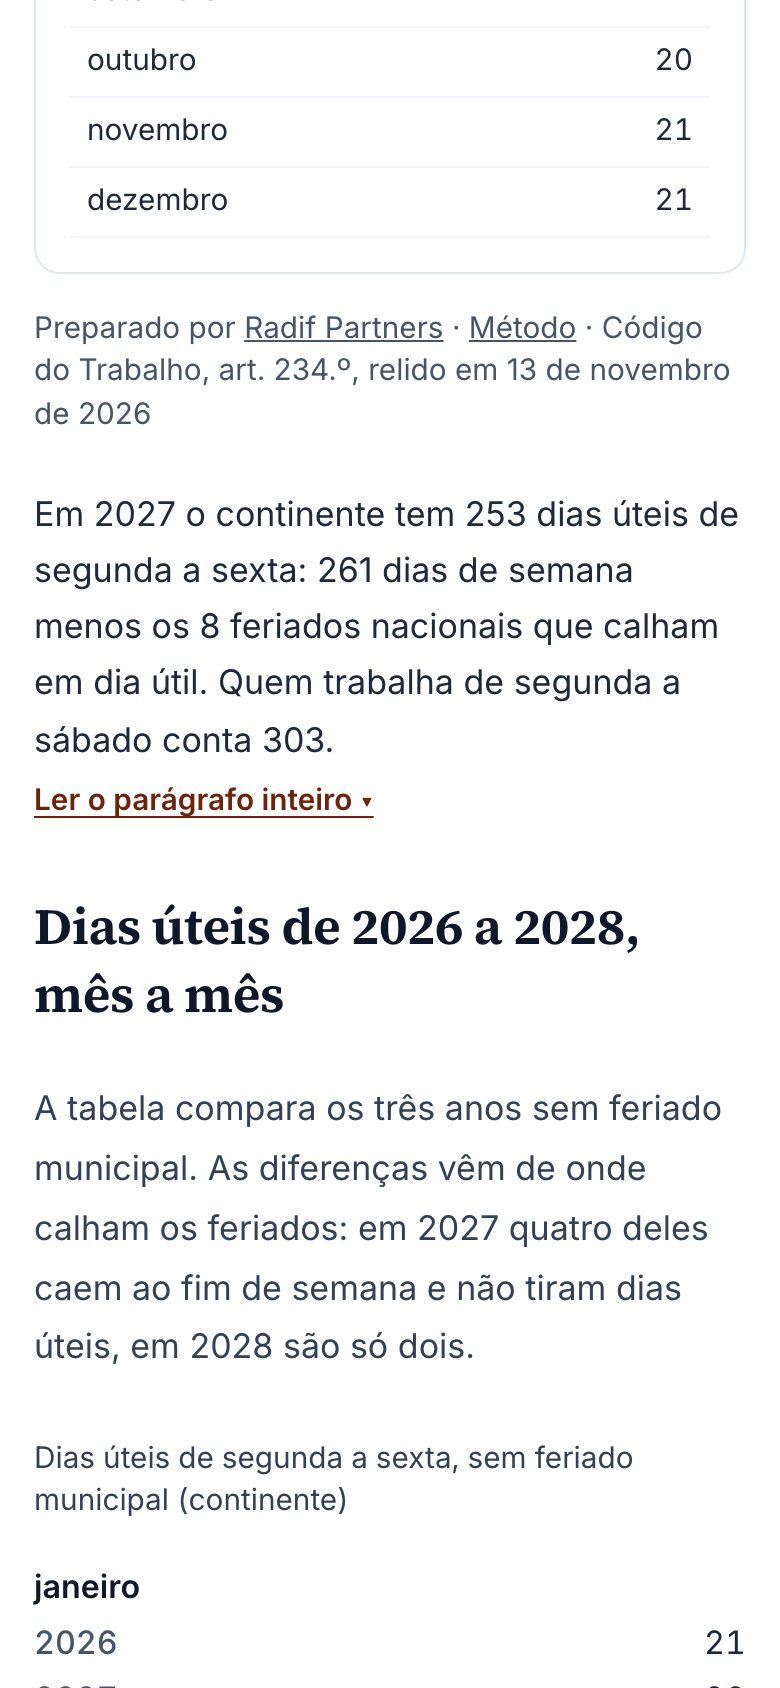 outubro 20
novembro 21
dezembro 21
Preparado por Radif Partners · Método · Código
do Trabalho, art. 234.º, relido em 13 de novembro
de 2026
Em 2027 o continente tem 253 dias úteis de
segunda a sexta: 261 dias de semana
menos os 8 feriados nacionais que calham
em dia útil. Quem trabalha de segunda a
sábado conta 303.
Ler o parágrafo inteiro ▾
Dias úteis de 2026 a 2028,
mês a mês
A tabela compara os três anos sem feriado
municipal. As diferenças vêm de onde
calham os feriados: em 2027 quatro deles
caem ao fim de semana e não tiram dias
úteis, em 2028 são só dois.
Dias úteis de segunda a sexta, sem feriado
municipal (continente)
janeiro
2026 21